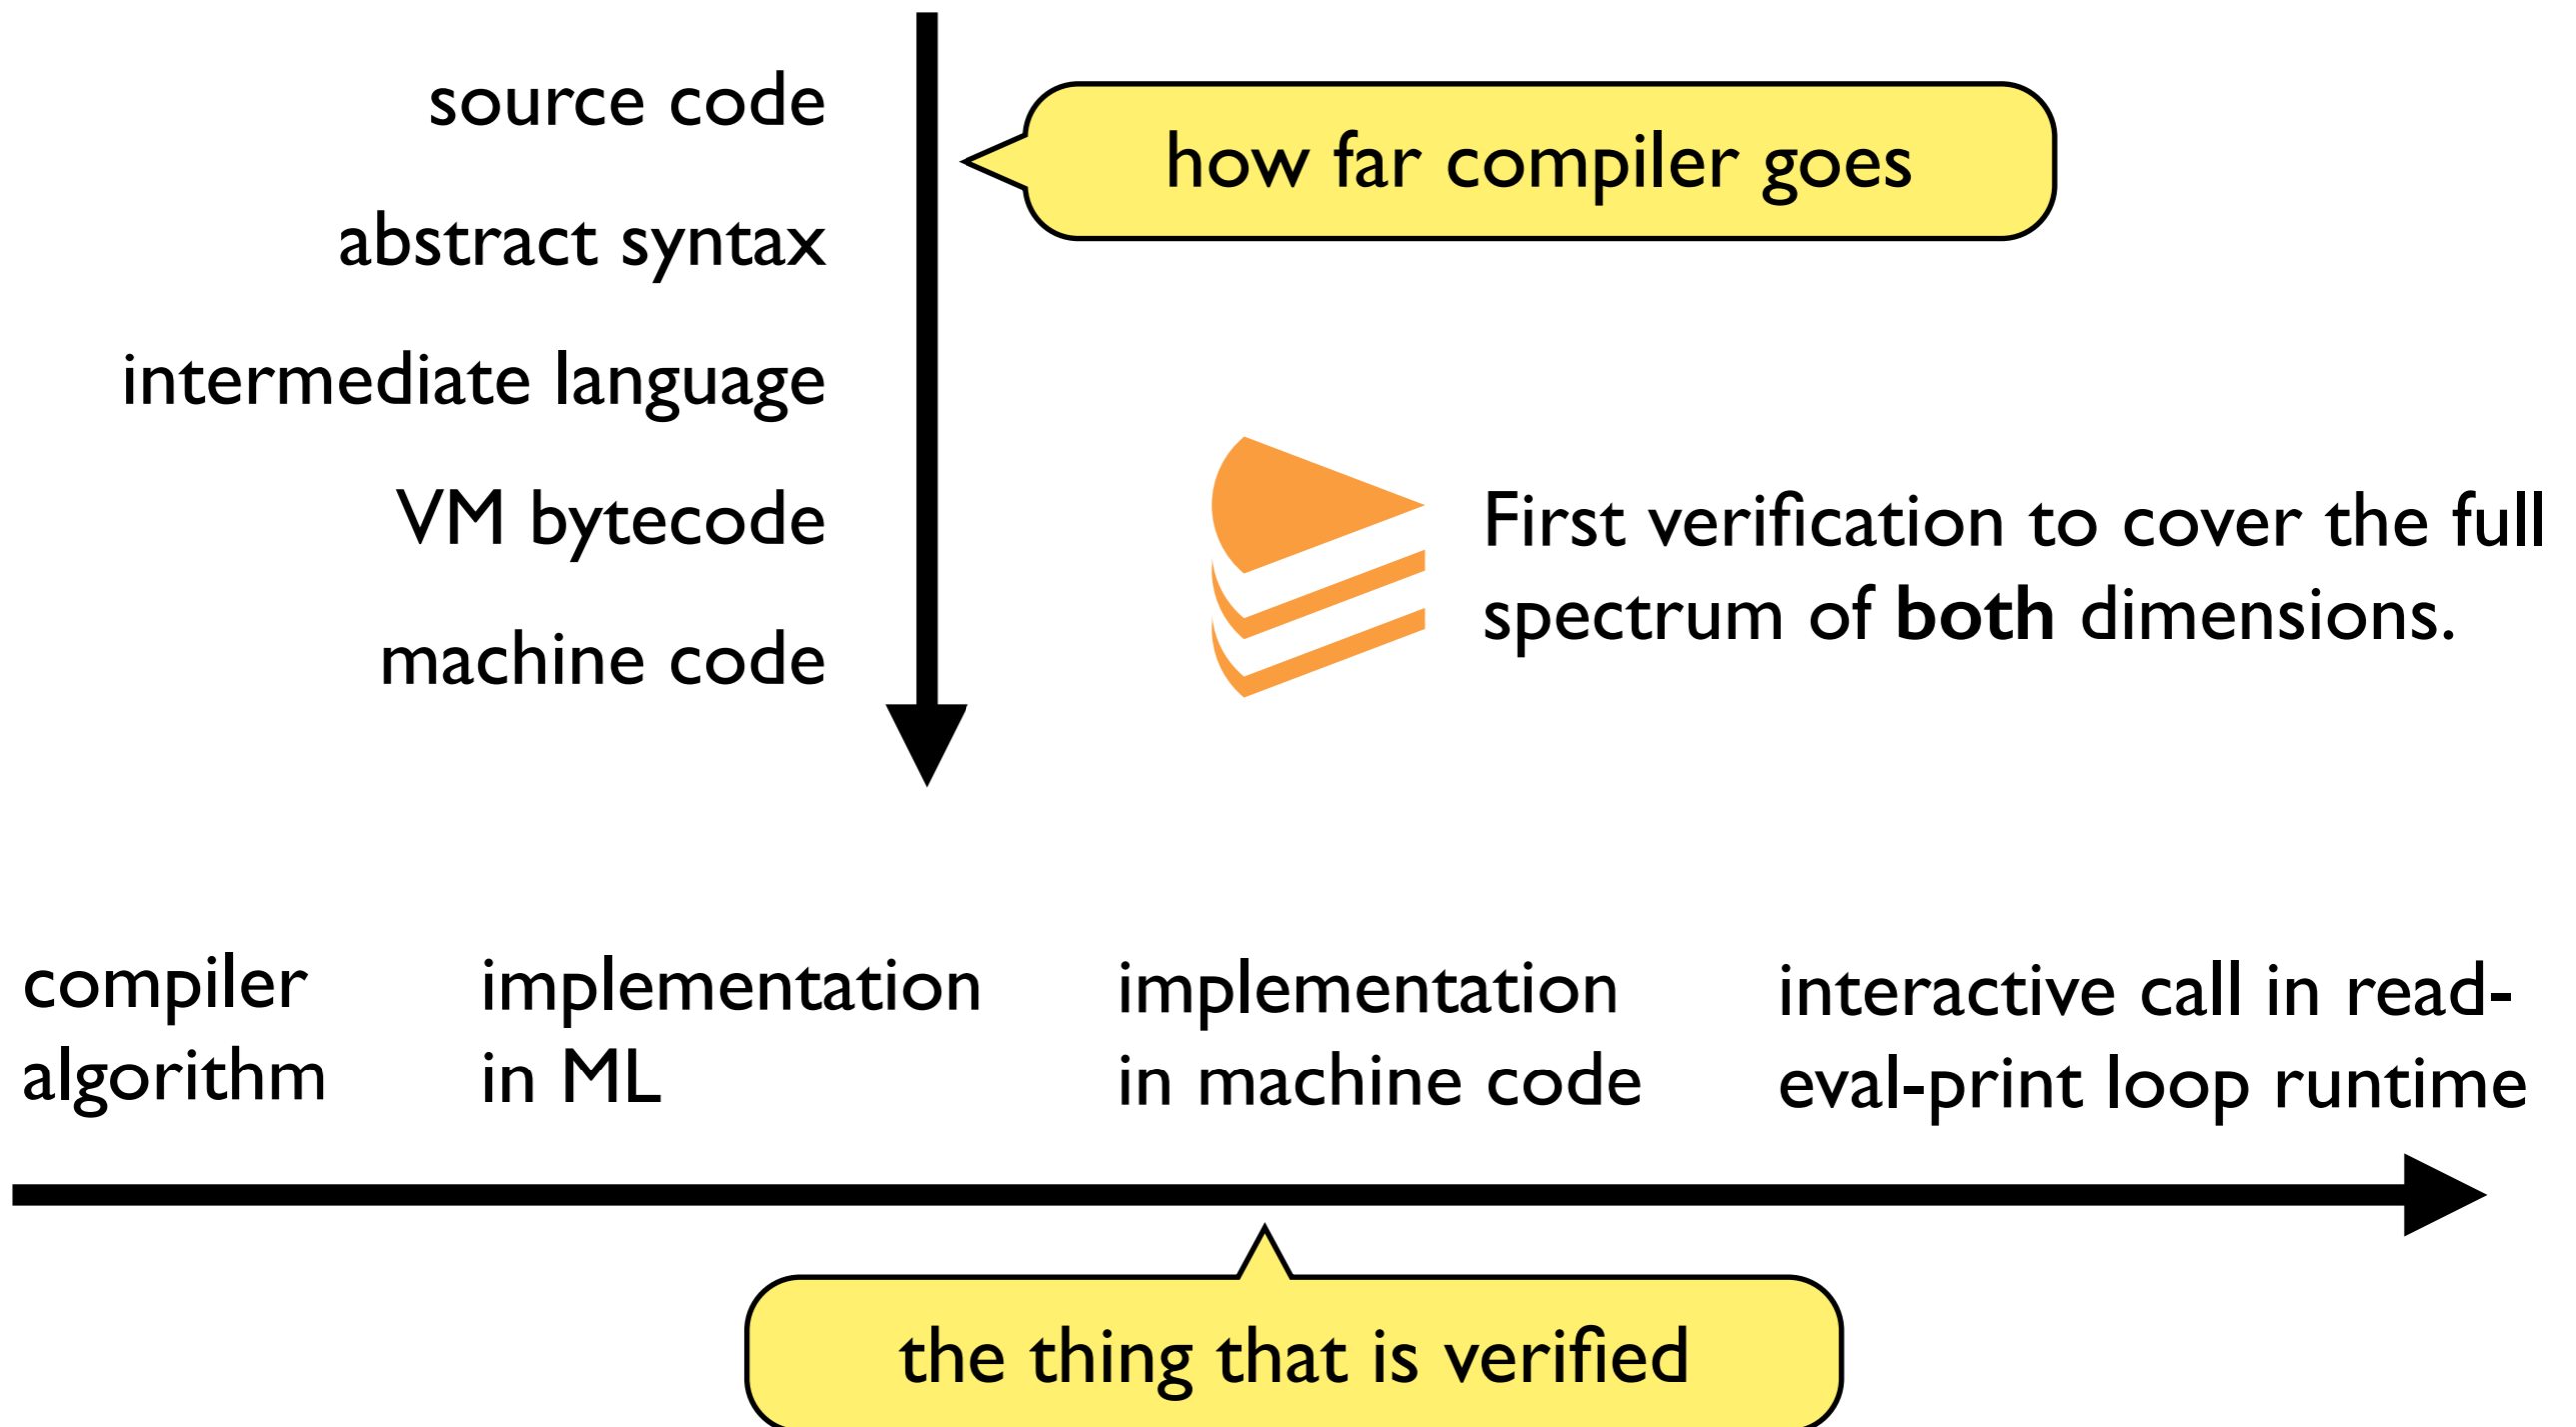 source code
how far compiler goes
abstract syntax
intermediate language
VM bytecode
First verification to cover the full
spectrum of both dimensions.
machine code
compiler
algorithm
implementation
in ML
implementation
in machine code
interactive call in read-
eval-print loop runtime
the thing that is verified